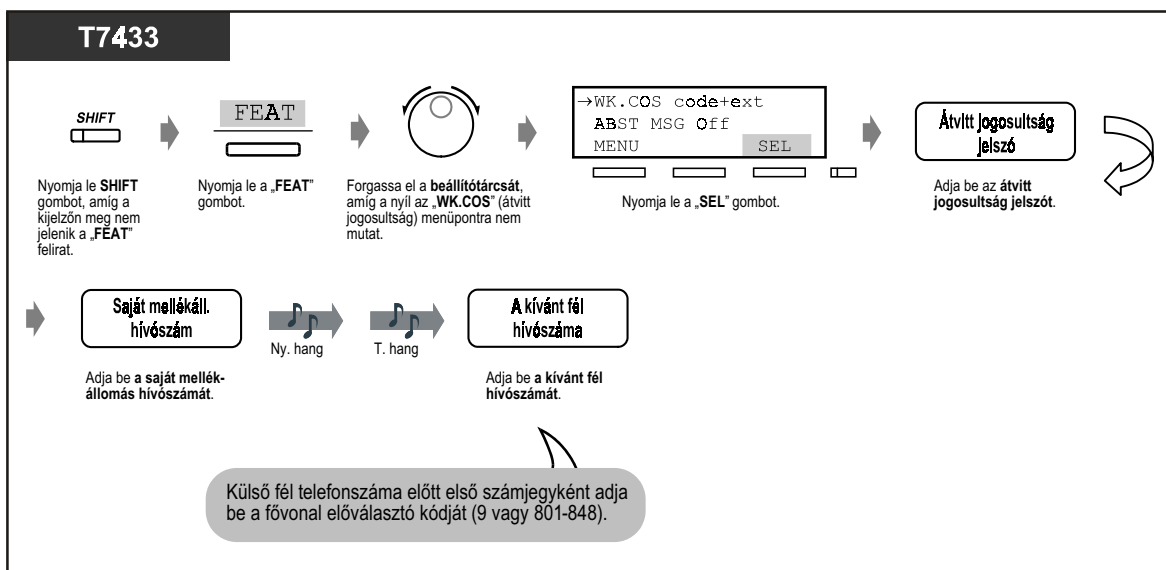 T7433
SHIFT
Nyomja le SHIFT
gombot, amíg a
kijelzőn meg nem
jelenik a „FEAT”
felirat.
FEAT
Nyomja le a „FEAT”
gombot.
Forgassa el a beállítótárcsát,
amíg a nyíl az „WK.COS” (átvitt
jogosultság) menüpontra nem
mutat.
→WK.COS code+ext
ABST MSG Off
MENU SEL
Nyomja le a „SEL” gombot.
Átvitt jogosultság
jelszó
Adja be az átvitt
jogosultság jelszót.
Saját mellékáll.
hívószám
Adja be a saját mellék-
állomás hívószámát.
Ny. hang
T. hang
A kívánt fél
hívószáma
Adja be a kívánt fél
hívószámát.
Külső fél telefonszáma előtt első számjegyként adja
be a fővonal előválasztó kódját (9 vagy 801-848).